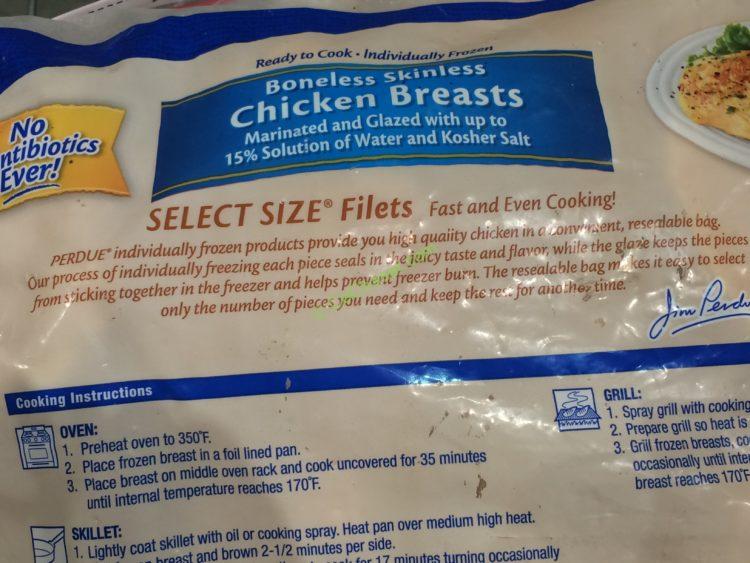 Ready to Cook • Individually Frozen
Boneless Skinless
Chicken Breasts
Marinated and Glazed with up to
15% Solution of Water and Kosher Salt
No
ntibiotics
Ever!
SELECT SIZE® Filets Fast and Even Cooking!
PERDUE® individually frozen products provide you high quality chicken in a convenient, resealable bag.
Our process of individually freezing each piece seals in the juicy taste and flavor, while the glaze keeps the pieces
from sticking together in the freezer and helps prevent freezer burn. The resealable bag makes it easy to select
only the number of pieces you need and keep the rest for another time.
Jim Perdu
Cooking Instructions
OVEN:
1. Preheat oven to 350°F.
2. Place frozen breast in a foil lined pan.
3. Place breast on middle oven rack and cook uncovered for 35 minutes
until internal temperature reaches 170°F.
SKILLET:
1. Lightly coat skillet with oil or cooking spray. Heat pan over medium high heat.
breast and brown 2-1/2 minutes per side.
for 17 minutes turning occasionally
GRILL:
1. Spray grill with cooking
2. Prepare grill so heat is
3. Grill frozen breasts, co
occasionally until inte
breast reaches 170°F